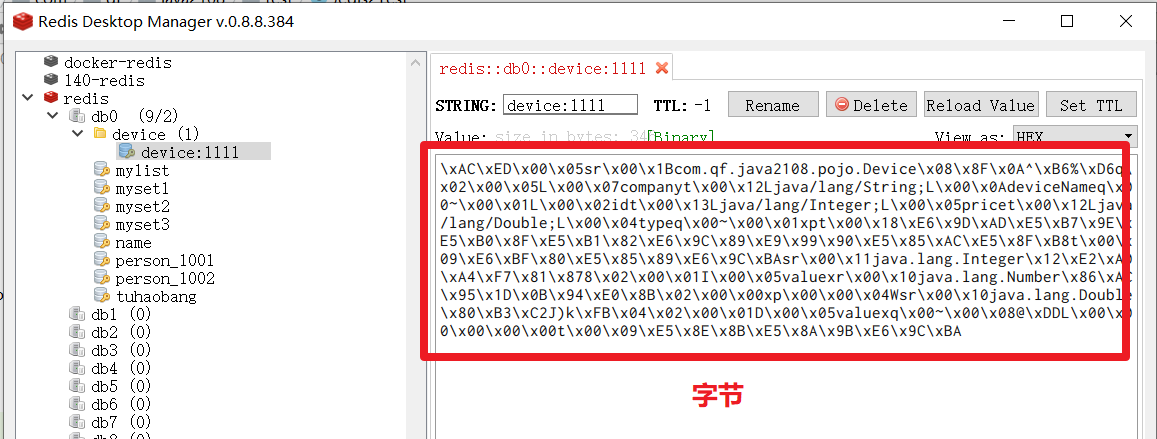 Redis Desktop Manager v.0.8.8.384
docker-redis
140-redis
redis
db0 (9/2)
device (1)
device:1111
mylist
myset1
myset2
myset3
name
person_1001
person_1002
tuhaobang
db1 (0)
db2 (0)
db3 (0)
db4 (0)
db5 (0)
db6 (0)
db7 (0)
redis::db0::device:1111
STRING: device:1111 TTL: -1 Rename Delete Reload Value Set TTL
Value: size in bytes: 34 [Binary] View as: HEX
\xAC\xED\x00\x05sr\x00\x1Bcom.qf.java2108.pojo.Device\x08\x8F\x0A^\xB6%\xD6q\
x02\x00\x05L\x00\x07companyt\x00\x12Ljava/lang/String;L\x00\x0AdeviceNameq\x0
0~\x00\x01L\x00\x02idt\x00\x13Ljava/lang/Integer;L\x00\x05pricet\x00\x12Ljava
/lang/Double;L\x00\x04typeq\x00~\x00\x01xpt\x00\x18\xE6\x9D\xAD\xE5\xB7\x9E\x
E5\xB0\x8F\xE5\xB1\x82\xE6\x9C\x89\xE9\x99\x90\xE5\x85\xAC\xE5\x8F\xB8t\x00\x
09\xE6\xBF\x80\xE5\x85\x89\xE6\x9C\xBAsr\x00\x11java.lang.Integer\x12\xE2\xA0
\xA4\xF7\x81\x878\x02\x00\x01I\x00\x05valuexr\x00\x10java.lang.Number\x86\xAC
\x95\x1D\x0B\x94\xE0\x8B\x02\x00\x00xp\x00\x00\x04Wsr\x00\x10java.lang.Double
\x80\xB3\xC2J)k\xFB\x04\x02\x00\x01D\x00\x05valuexq\x00~\x00\x08@\xDDL\x00\x0
0\x00\x00\x00t\x00\x09\xE5\x8E\x8B\xE5\x8A\x9B\xE6\x9C\xBA
字节